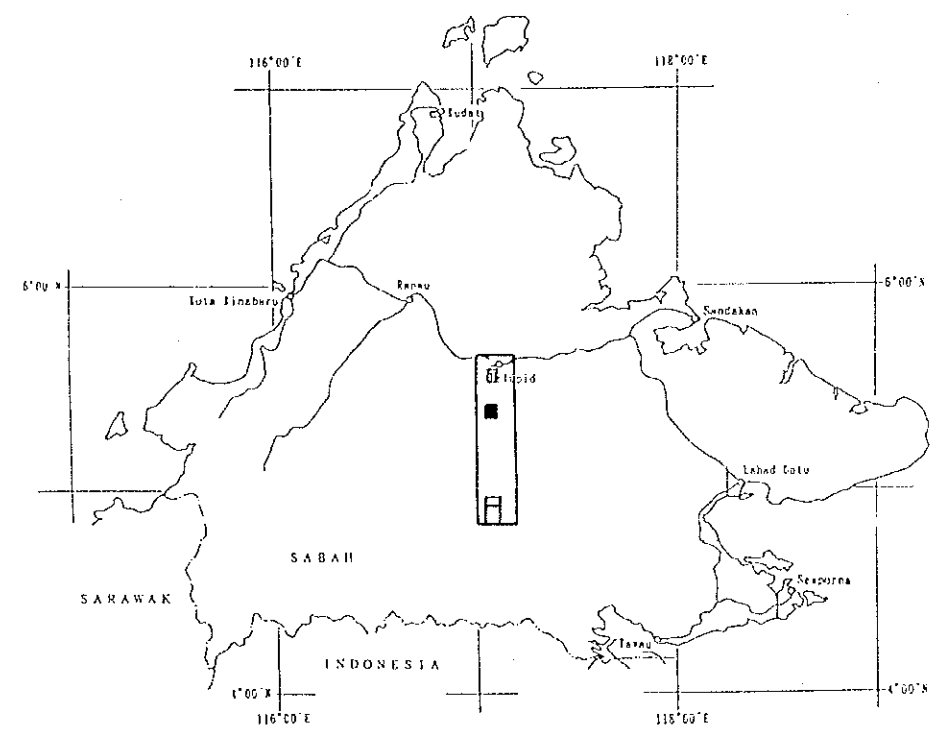 116°00'E
118°00'E
Kudat
6°00'N
6°00'N
Kota Kinabaru
Ranau
Sandakan
Telupid
Lahad Datu
SABAH
SARAWAK
Semporna
Tawau
INDONESIA
4°00'N
4°00'N
116°00'E
118°00'E